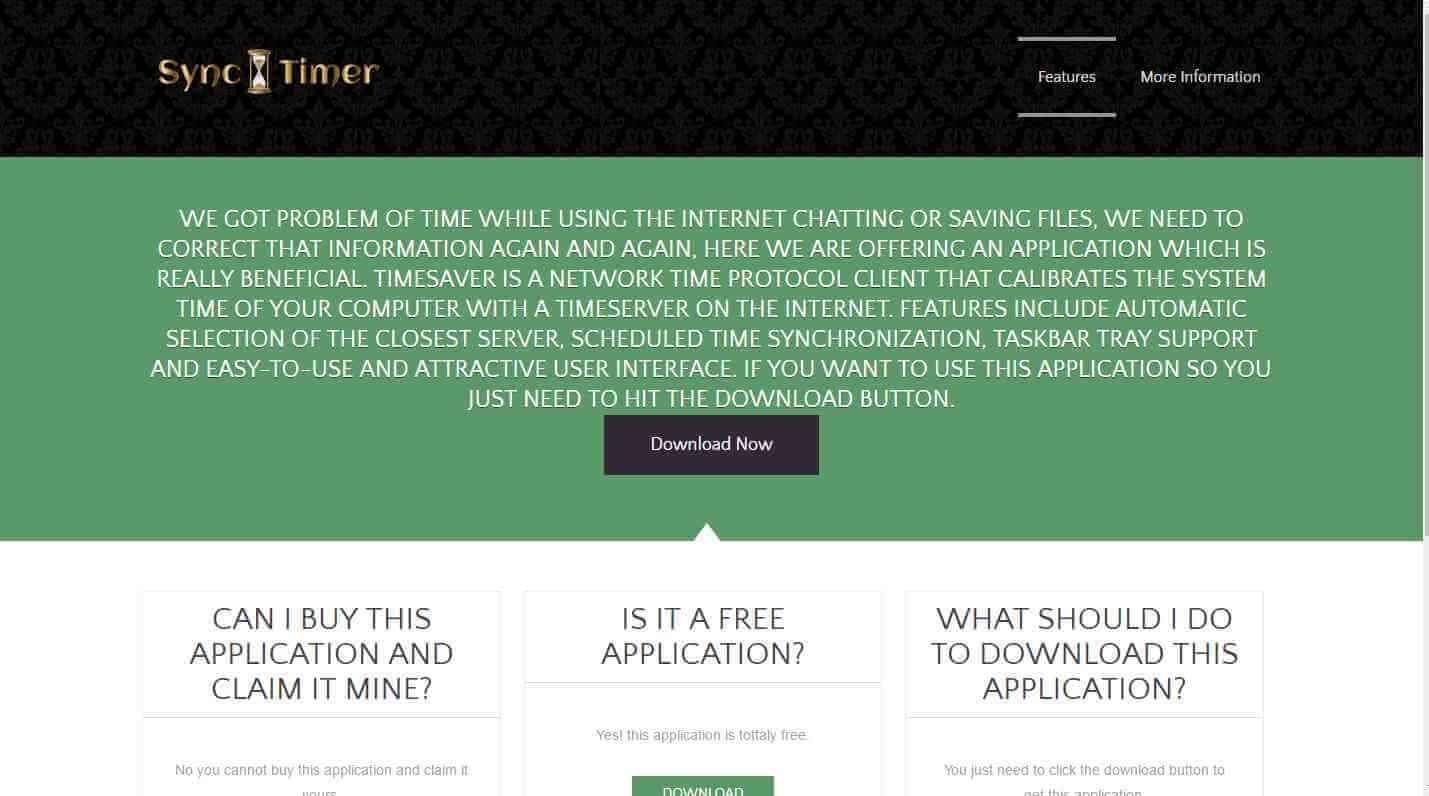 Sync Timer
Features
More Information
WE GOT PROBLEM OF TIME WHILE USING THE INTERNET CHATTING OR SAVING FILES, WE NEED TO
CORRECT THAT INFORMATION AGAIN AND AGAIN, HERE WE ARE OFFERING AN APPLICATION WHICH IS
REALLY BENEFICIAL. TIMESAVER IS A NETWORK TIME PROTOCOL CLIENT THAT CALIBRATES THE SYSTEM
TIME OF YOUR COMPUTER WITH A TIMESERVER ON THE INTERNET. FEATURES INCLUDE AUTOMATIC
SELECTION OF THE CLOSEST SERVER, SCHEDULED TIME SYNCHRONIZATION, TASKBAR TRAY SUPPORT
AND EASY-TO-USE AND ATTRACTIVE USER INTERFACE. IF YOU WANT TO USE THIS APPLICATION SO YOU
JUST NEED TO HIT THE DOWNLOAD BUTTON.
Download Now
CAN I BUY THIS
APPLICATION AND
CLAIM IT MINE?
No you cannot buy this application and claim it
yours
IS IT A FREE
APPLICATION?
Yes! this application is tottaly free.
DOWNLOAD
WHAT SHOULD I DO
TO DOWNLOAD THIS
APPLICATION?
You just need to click the download button to
get this application